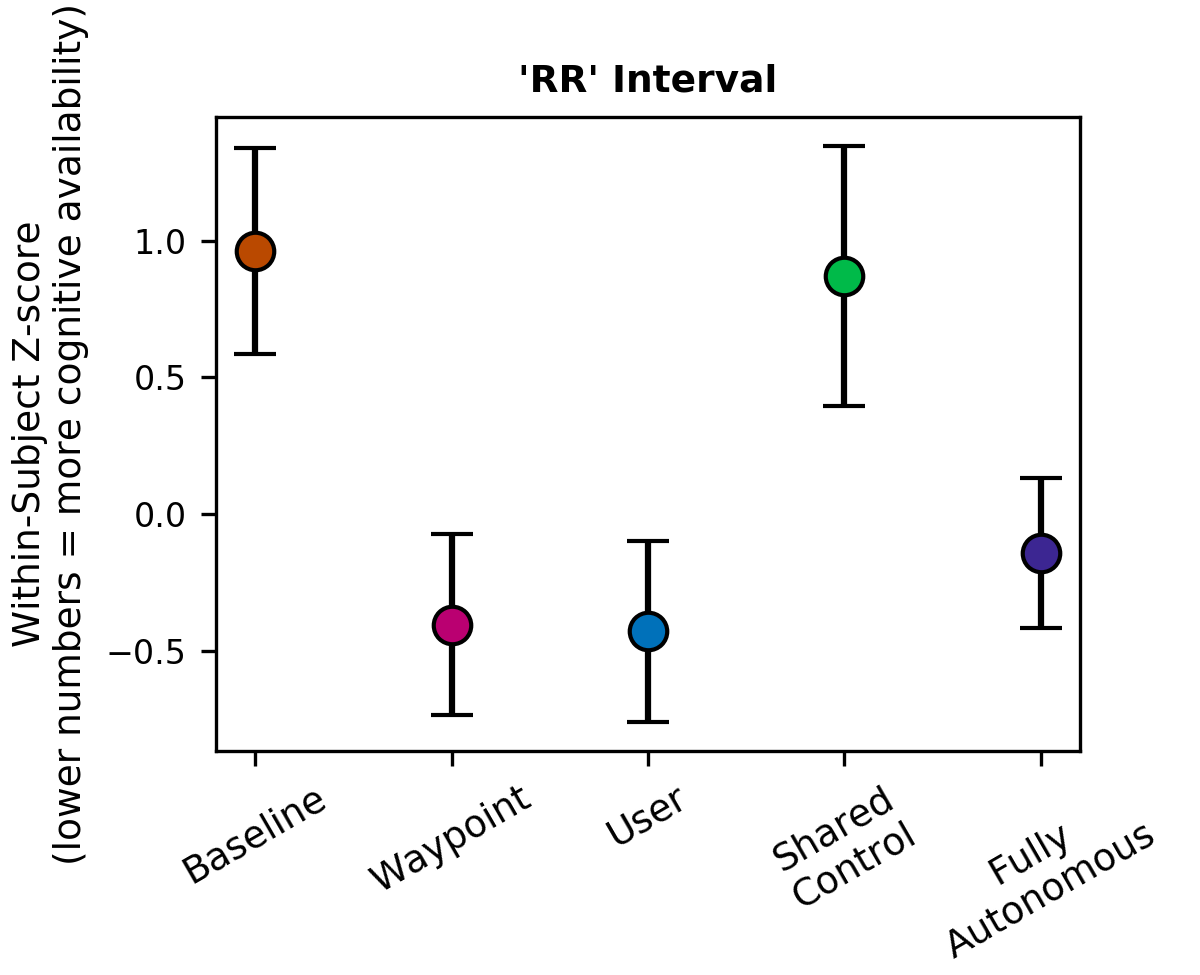 'RR' Interval
Within-Subject Z-score
(lower numbers = more cognitive availability)
1.0
0.5
0.0
−0.5
Baseline
Waypoint
User
Shared
Control
Fully
Autonomous